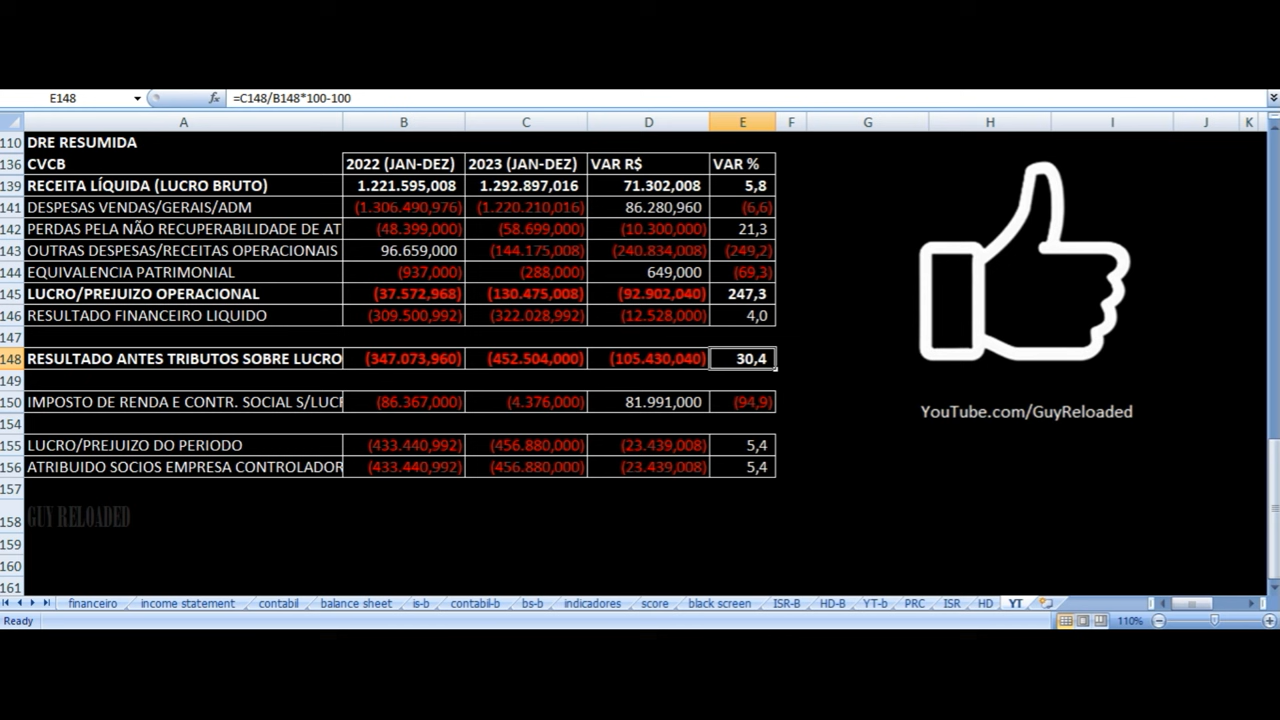 E148 fx =C148/B148*100-100
A B C D E F G H I J K
110 DRE RESUMIDA
136 CVCB 2022 (JAN-DEZ) 2023 (JAN-DEZ) VAR R$ VAR %
139 RECEITA LÍQUIDA (LUCRO BRUTO) 1.221.595,008 1.292.897,016 71.302,008 5,8
141 DESPESAS VENDAS/GERAIS/ADM (1.306.490,976) (1.220.210,016) 86.280,960 (6,6)
142 PERDAS PELA NÃO RECUPERABILIDADE DE AT (48.399,000) (58.699,000) (10.300,000) 21,3
143 OUTRAS DESPESAS/RECEITAS OPERACIONAIS 96.659,000 (144.175,008) (240.834,008) (249,2)
144 EQUIVALENCIA PATRIMONIAL (937,000) (288,000) 649,000 (69,3)
145 LUCRO/PREJUIZO OPERACIONAL (37.572,968) (130.475,008) (92.902,040) 247,3
146 RESULTADO FINANCEIRO LIQUIDO (309.500,992) (322.028,992) (12.528,000) 4,0
147
148 RESULTADO ANTES TRIBUTOS SOBRE LUCRO (347.073,960) (452.504,000) (105.430,040) 30,4
149
150 IMPOSTO DE RENDA E CONTR. SOCIAL S/LUCR (86.367,000) (4.376,000) 81.991,000 (94,9)
YouTube.com/GuyReloaded
154
155 LUCRO/PREJUIZO DO PERIODO (433.440,992) (456.880,000) (23.439,008) 5,4
156 ATRIBUIDO SOCIOS EMPRESA CONTROLADOR (433.440,992) (456.880,000) (23.439,008) 5,4
157
158 GUY RELOADED
159
160
161
financeiro income statement contabil balance sheet is-b contabil-b bs-b indicadores score black screen ISR-B HD-B YT-b PRC ISR HD YT
Ready 110%